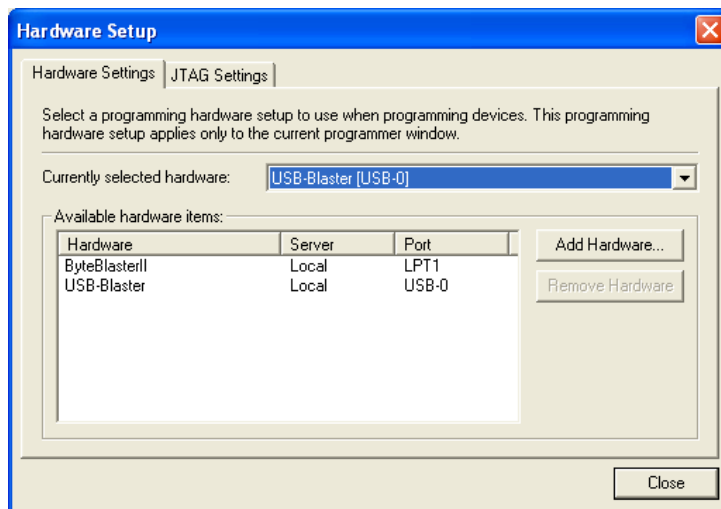 Hardware Setup
Hardware Settings JTAG Settings
Select a programming hardware setup to use when programming devices. This programming
hardware setup applies only to the current programmer window.
Currently selected hardware: USB-Blaster [USB-0]
Available hardware items:
Hardware Server Port
ByteBlasterII Local LPT1
USB-Blaster Local USB-0
Add Hardware...
Remove Hardware
Close